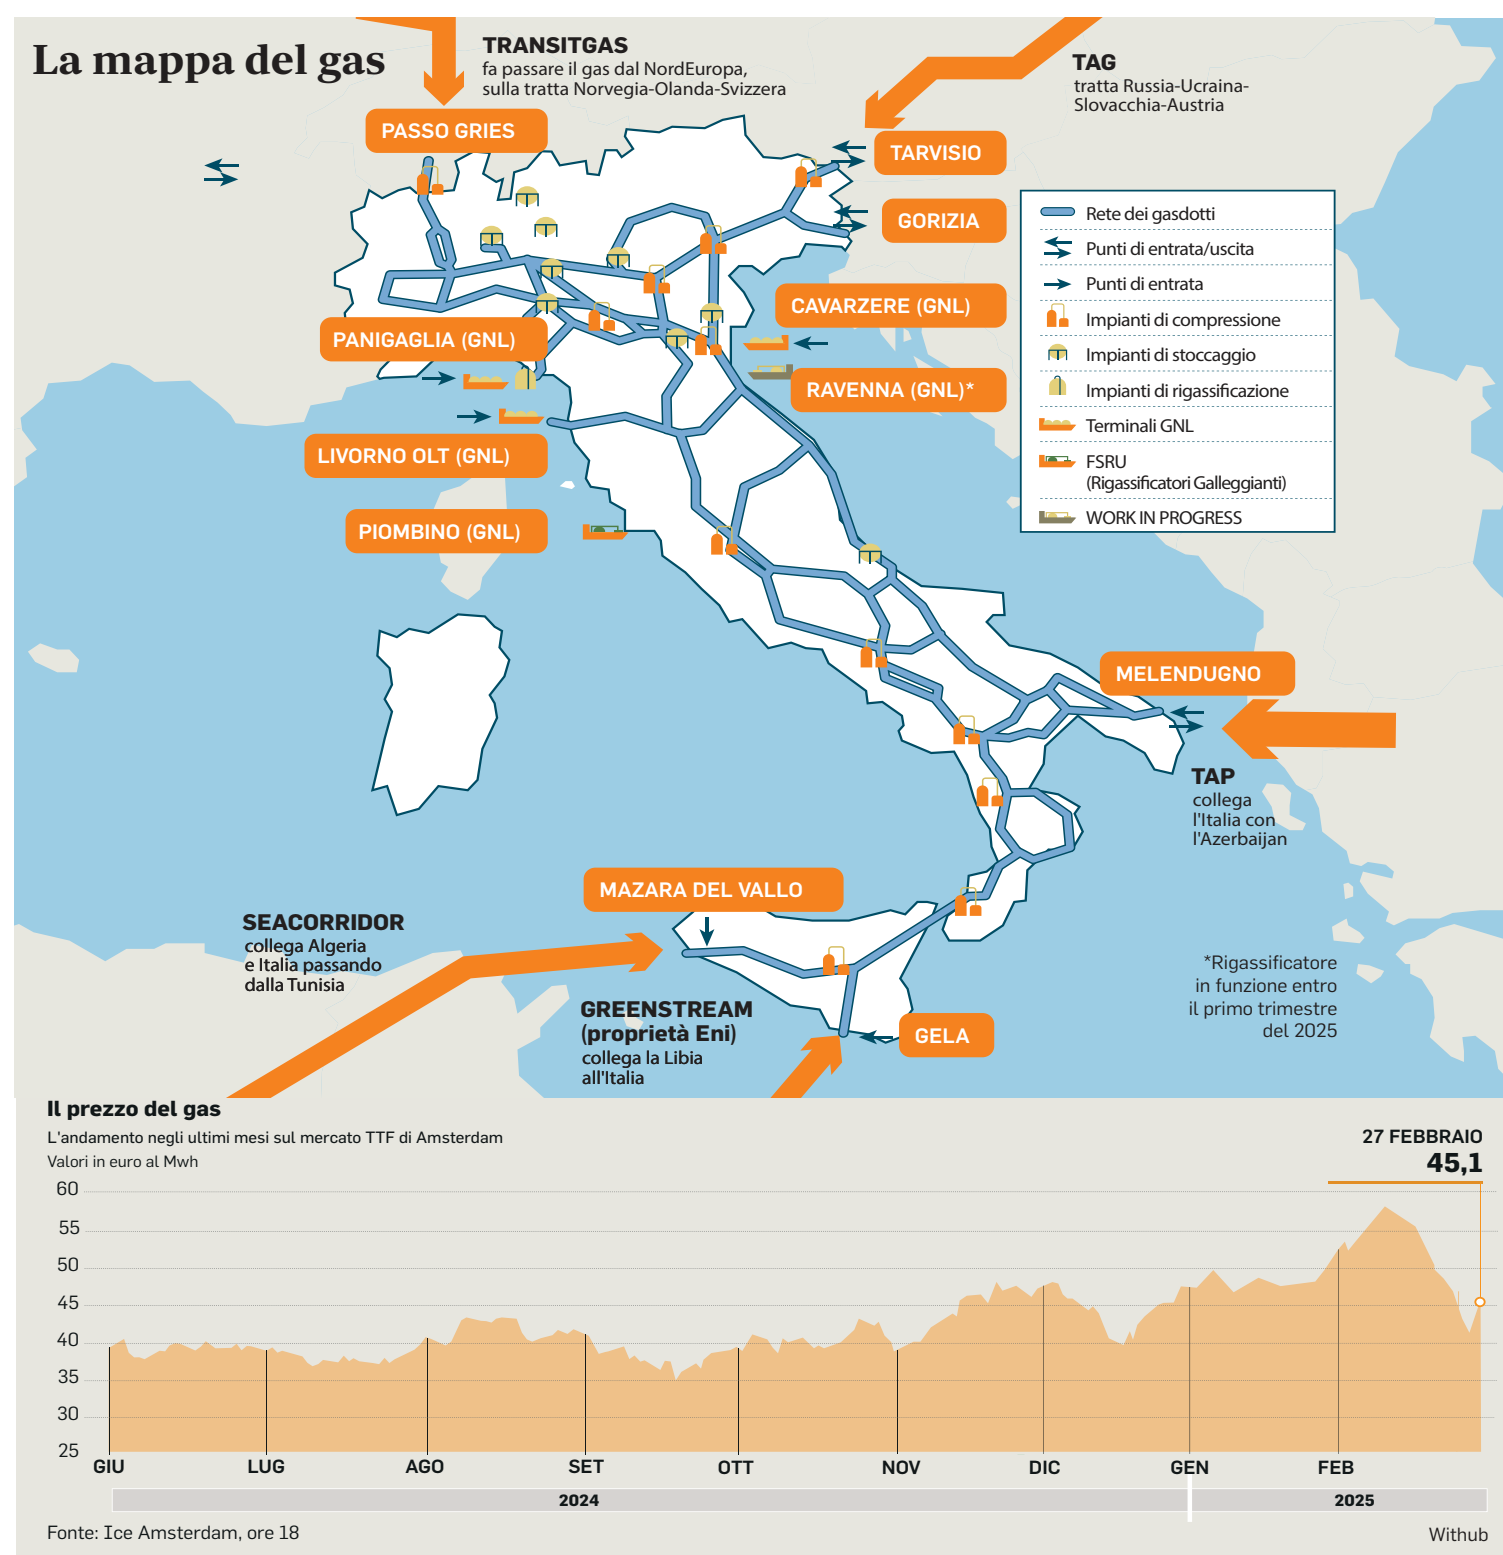 La mappa del gas
TRANSITGAS
fa passare il gas dal NordEuropa,
sulla tratta Norvegia-Olanda-Svizzera
TAG
tratta Russia-Ucraina-
Slovacchia-Austria
PASSO GRIES
TARVISIO
GORIZIA
Rete dei gasdotti
Punti di entrata/uscita
Punti di entrata
Impianti di compressione
Impianti di stoccaggio
Impianti di rigassificazione
Terminali GNL
FSRU
(Rigassificatori Galleggianti)
WORK IN PROGRESS
CAVARZERE (GNL)
PANIGAGLIA (GNL)
RAVENNA (GNL)*
LIVORNO OLT (GNL)
PIOMBINO (GNL)
MELENDUGNO
TAP
collega
l'Italia con
l'Azerbaijan
MAZARA DEL VALLO
SEACORRIDOR
collega Algeria
e Italia passando
dalla Tunisia
GREENSTREAM
(proprietà Eni)
collega la Libia
all'Italia
GELA
*Rigassificatore
in funzione entro
il primo trimestre
del 2025
Il prezzo del gas
L'andamento negli ultimi mesi sul mercato TTF di Amsterdam
Valori in euro al Mwh
27 FEBBRAIO
45,1
60
55
50
45
40
35
30
25
GIU LUG AGO SET OTT NOV DIC GEN FEB
2024 2025
Fonte: Ice Amsterdam, ore 18
Withub